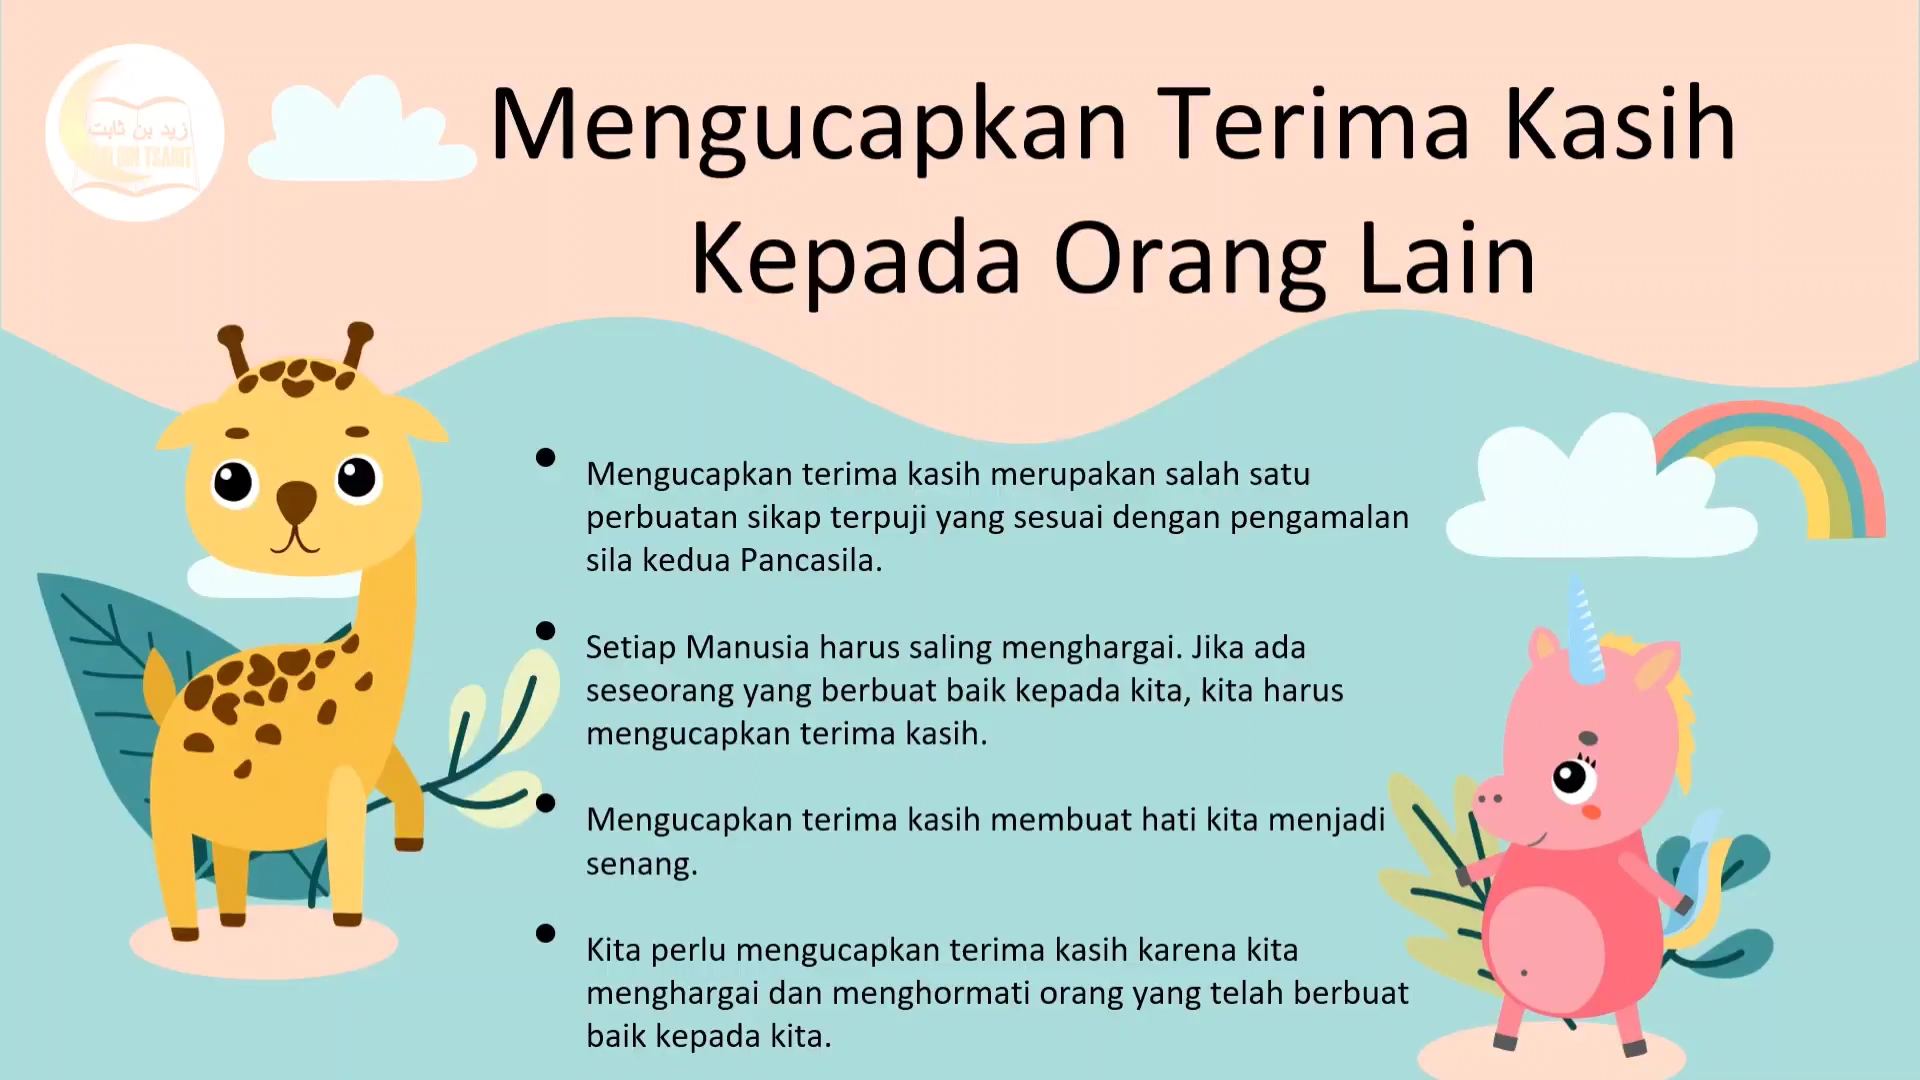 زيد بن ثابت
Mengucapkan Terima Kasih
Kepada Orang Lain
Mengucapkan terima kasih merupakan salah satu
perbuatan sikap terpuji yang sesuai dengan pengamalan
sila kedua Pancasila.
Setiap Manusia harus saling menghargai. Jika ada
seseorang yang berbuat baik kepada kita, kita harus
mengucapkan terima kasih.
Mengucapkan terima kasih membuat hati kita menjadi
senang.
Kita perlu mengucapkan terima kasih karena kita
menghargai dan menghormati orang yang telah berbuat
baik kepada kita.